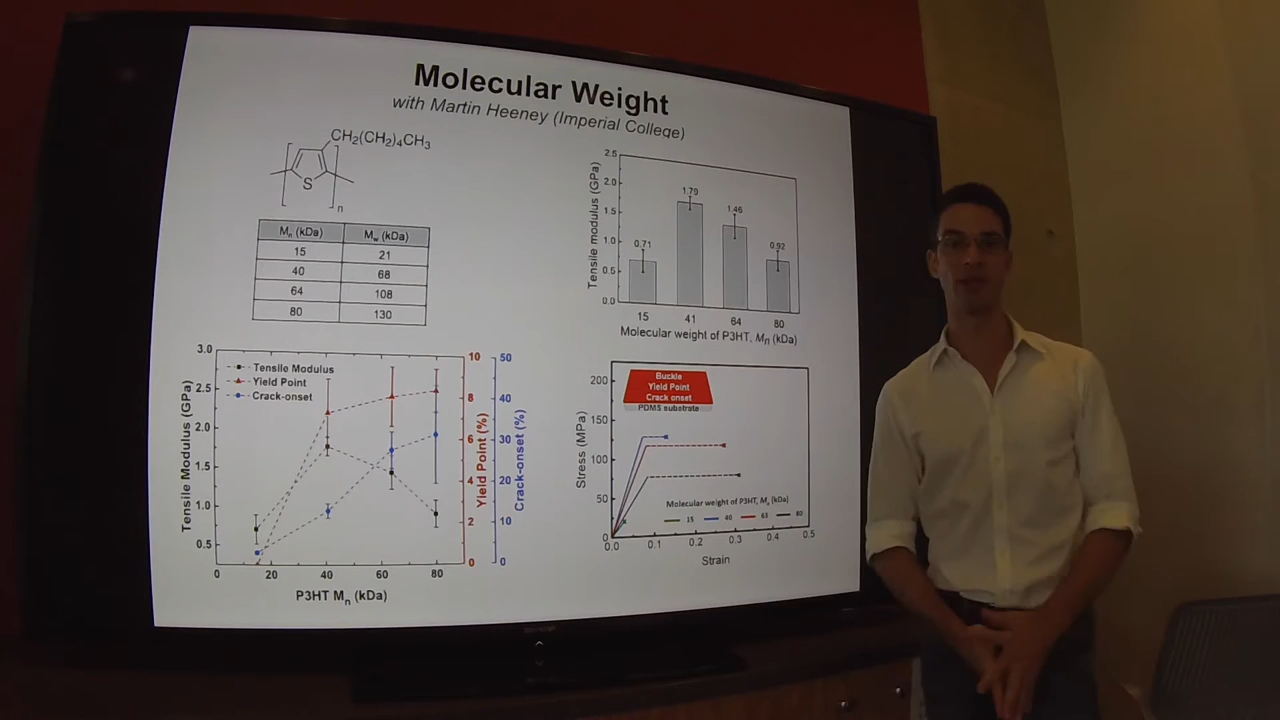 Molecular Weight
with Martin Heeney (Imperial College)
CH2(CH2)4CH3
S
n
Mn (kDa) Mw (kDa)
15 21
40 68
64 108
80 130
2.5
2.0
1.5
1.0
0.5
0.0
Tensile modulus (GPa)
0.71
1.79
1.46
0.92
15 41 64 80
Molecular weight of P3HT, Mn (kDa)
3.0
2.5
2.0
1.5
1.0
0.5
Tensile Modulus (GPa)
Tensile Modulus
Yield Point
Crack-onset
10
8
6
4
2
0
Yield Point (%)
50
40
30
20
10
0
Crack-onset (%)
0 20 40 60 80
P3HT Mn (kDa)
200
150
100
50
0
Stress (MPa)
Buckle
Yield Point
Crack onset
PDMS substrate
Molecular weight of P3HT, Mn (kDa)
15 40 63 80
0.0 0.1 0.2 0.3 0.4 0.5
Strain